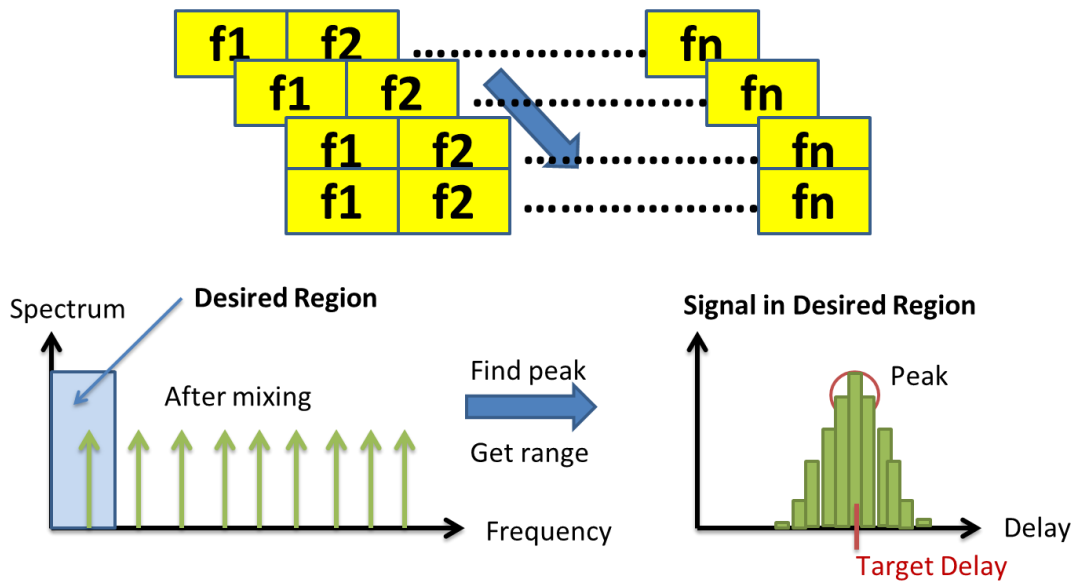 f1 f2 ........................ fn
f1 f2 ........................ fn
f1 f2 ........................ fn
f1 f2 ........................ fn
Spectrum
Desired Region
After mixing
Frequency
Find peak
Get range
Signal in Desired Region
Peak
Delay
Target Delay